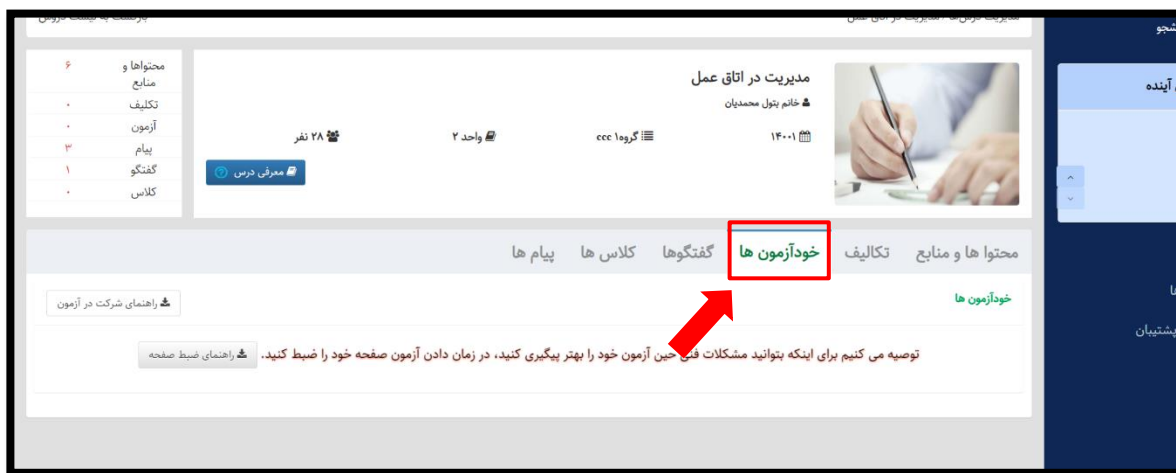 مدیریت در اتاق عمل
خانم بتول محمدیان
۱۴۰۰۱
گروه۱ ccc
واحد ۲
۲۸ نفر
معرفی درس
محتواها و منابع ۶
تکلیف ۰
آزمون ۰
پیام ۳
گفتگو ۱
کلاس ۰
محتوا ها و منابع تکالیف خودآزمون ها گفتگوها کلاس ها پیام ها
خودآزمون ها
راهنمای شرکت در آزمون
توصیه می کنیم برای اینکه بتوانید مشکلات فنی حین آزمون خود را بهتر پیگیری کنید، در زمان دادن آزمون صفحه خود را ضبط کنید. راهنمای ضبط صفحه
آینده
پشتیبان